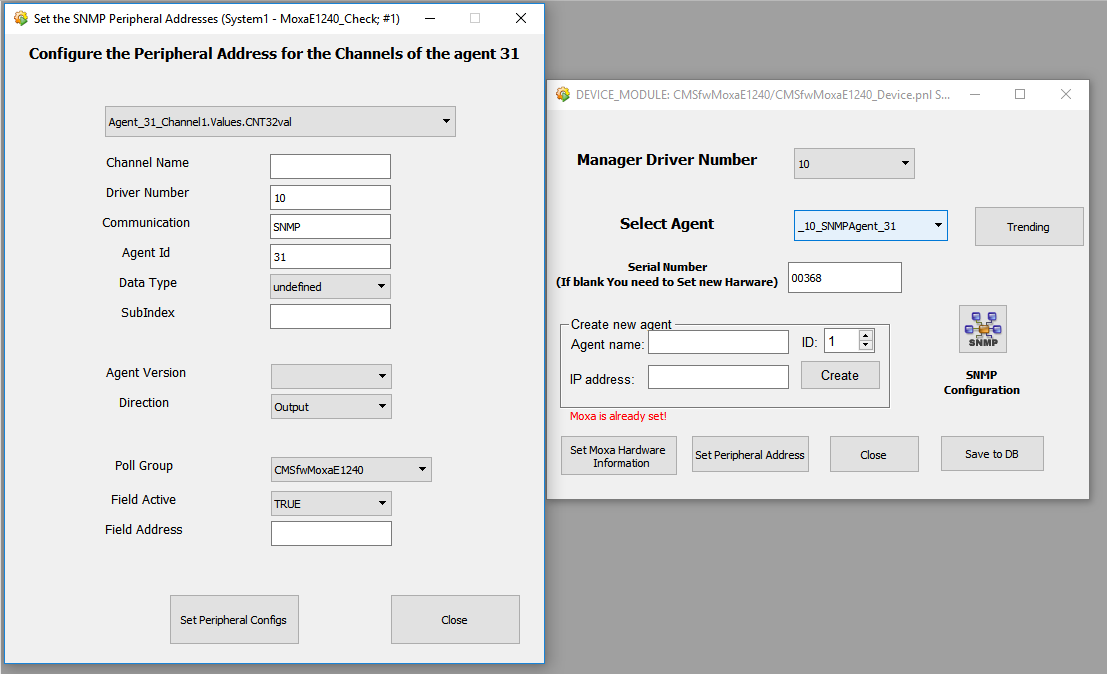 Set the SNMP Peripheral Addresses (System1 - MoxaE1240_Check; #1)
Configure the Peripheral Address for the Channels of the agent 31
Agent_31_Channel1.Values.CNT32val
Channel Name
Driver Number 10
Communication SNMP
Agent Id 31
Data Type undefined
SubIndex
Agent Version
Direction Output
Poll Group CMSfwMoxaE1240
Field Active TRUE
Field Address
Set Peripheral Configs Close
DEVICE_MODULE: CMSfwMoxaE1240/CMSfwMoxaE1240_Device.pnl S...
Manager Driver Number 10
Select Agent _10_SNMPAgent_31 Trending
Serial Number
(If blank You need to Set new Harware) 00368
Create new agent
Agent name: ID: 1
IP address: Create
SNMP
SNMP
Configuration
Moxa is already set!
Set Moxa Hardware
Information
Set Peripheral Address
Close
Save to DB